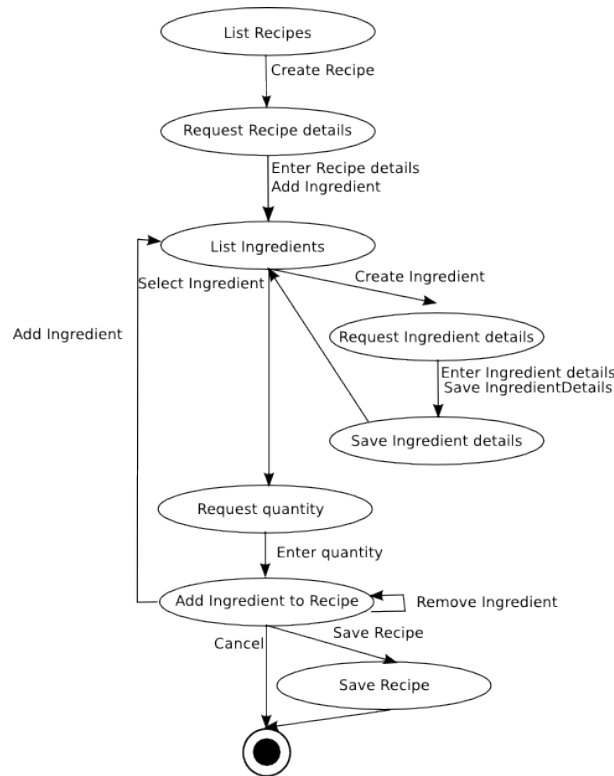 List Recipes
Create Recipe
Request Recipe details
Enter Recipe details
Add Ingredient
List Ingredients
Select Ingredient
Create Ingredient
Add Ingredient
Request Ingredient details
Enter Ingredient details
Save IngredientDetails
Save Ingredient details
Request quantity
Enter quantity
Add Ingredient to Recipe
Remove Ingredient
Cancel
Save Recipe
Save Recipe